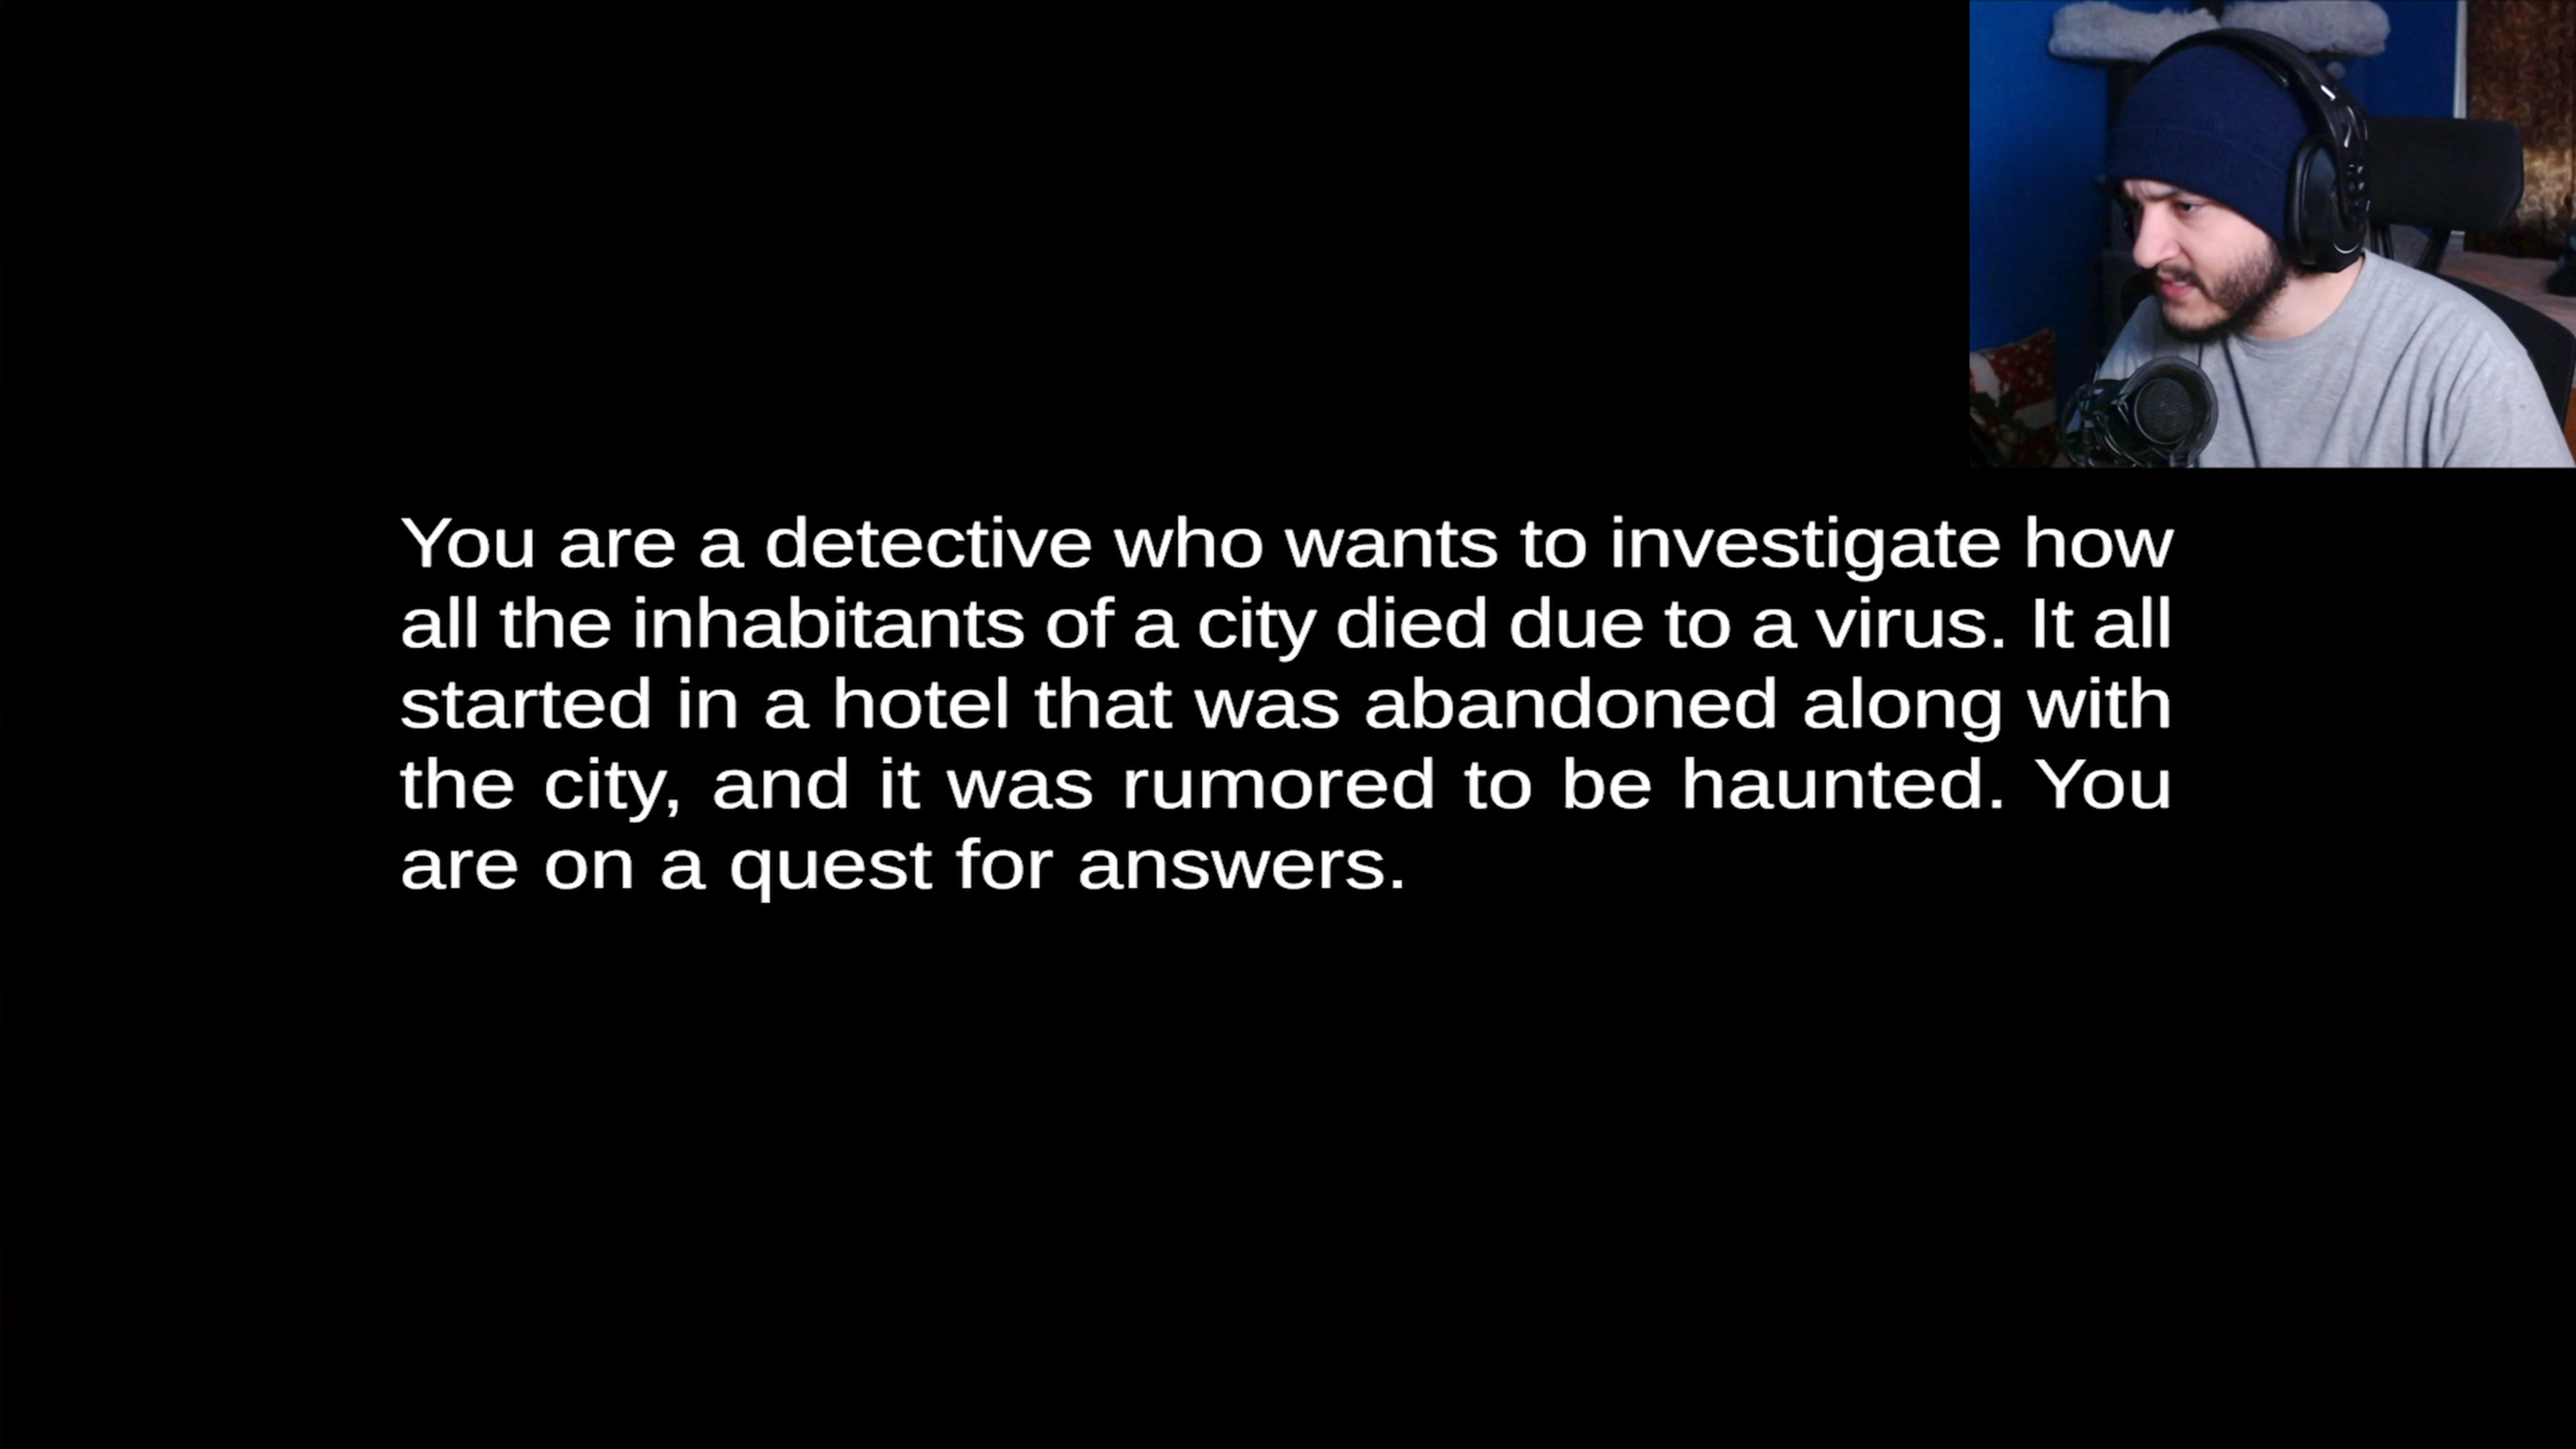 You are a detective who wants to investigate how
all the inhabitants of a city died due to a virus. It all
started in a hotel that was abandoned along with
the city, and it was rumored to be haunted. You
are on a quest for answers.